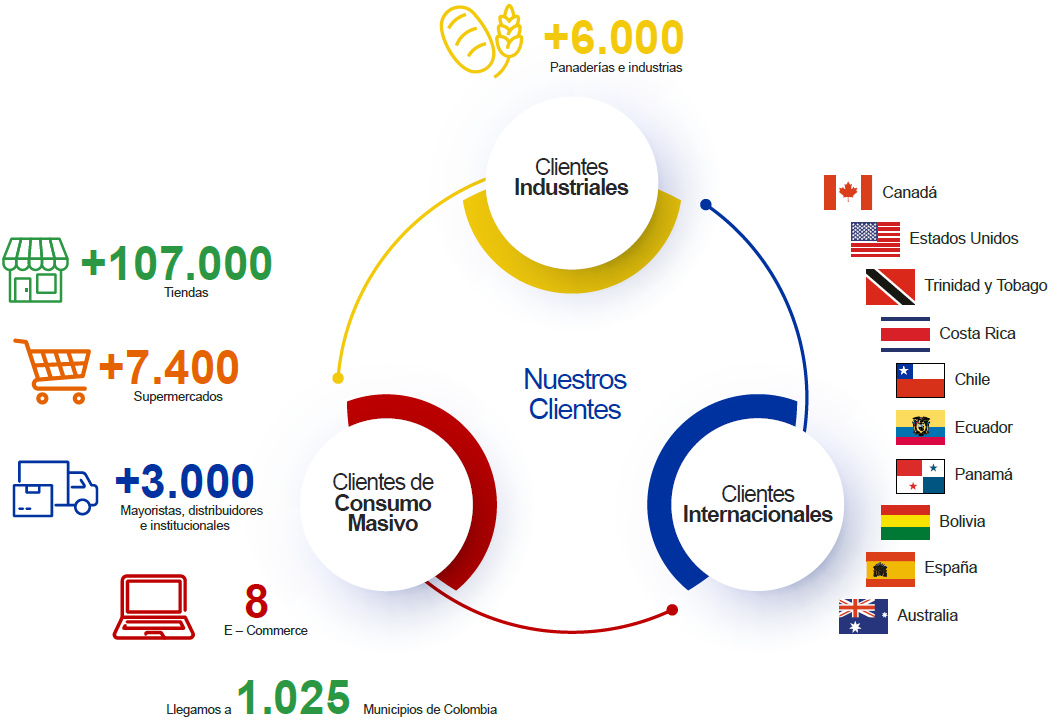 +6.000
Panaderías e industrias
Clientes
Industriales
+107.000
Tiendas
+7.400
Supermercados
+3.000
Mayoristas, distribuidores
e institucionales
8
E – Commerce
Llegamos a 1.025 Municipios de Colombia
Nuestros
Clientes
Clientes de
Consumo
Masivo
Clientes
Internacionales
Canadá
Estados Unidos
Trinidad y Tobago
Costa Rica
Chile
Ecuador
Panamá
Bolivia
España
Australia